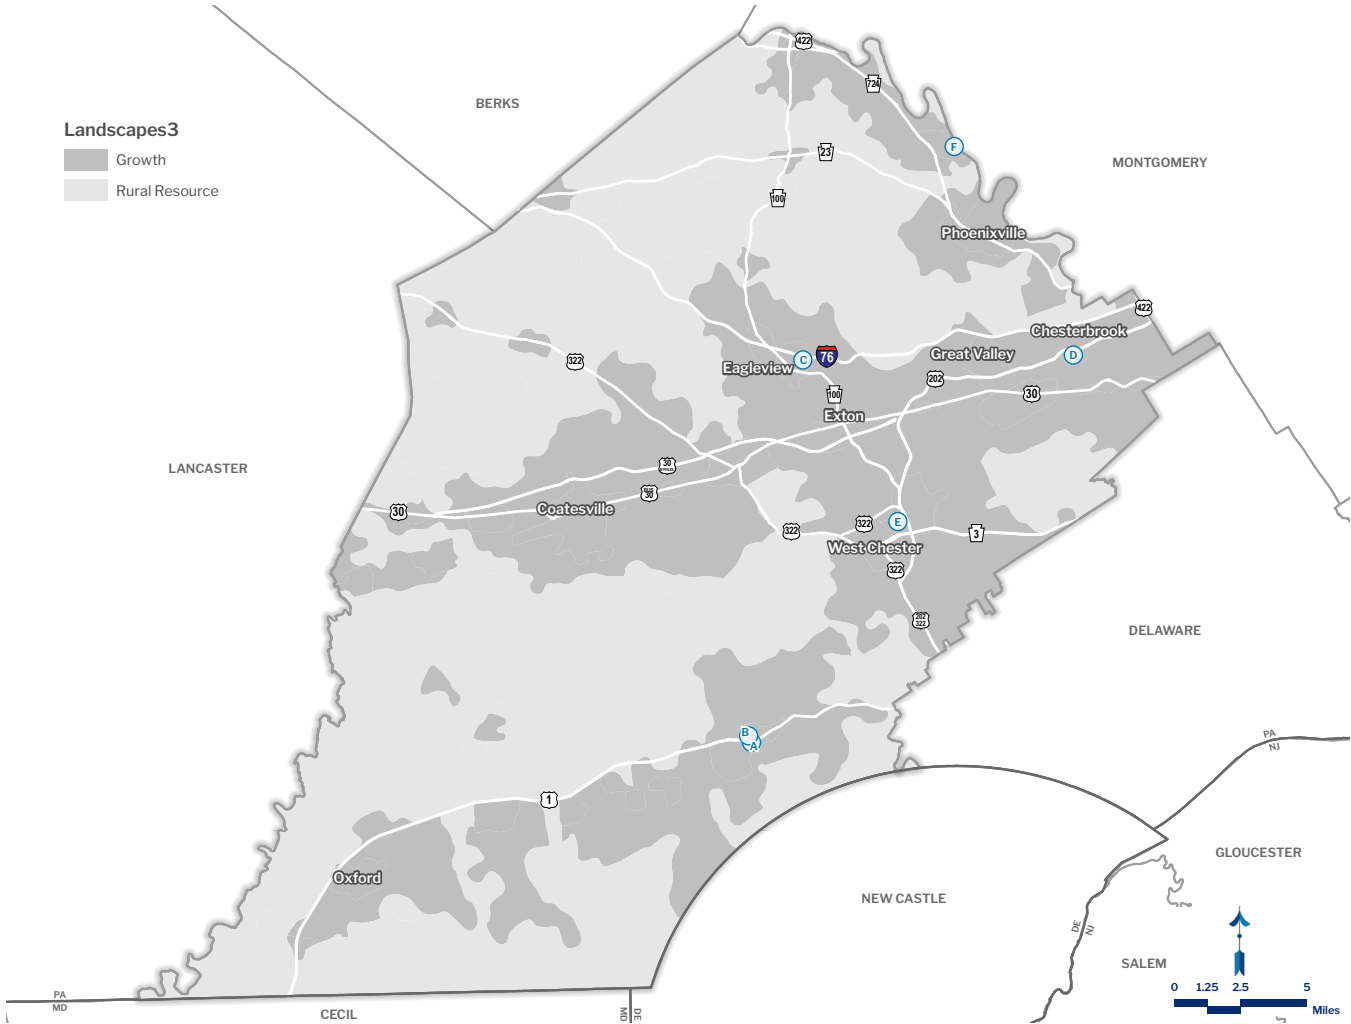 422
724
BERKS
Landscapes3
Growth
Rural Resource
23
F
MONTGOMERY
100
Phoenixville
422
Chesterbrook
C
76
Great Valley
D
322
Eagleview
202
100
30
Exton
LANCASTER
30
BYPASS
30
Coatesville
30
322
322
E
3
West Chester
322
202
322
DELAWARE
B
A
PA
NJ
1
GLOUCESTER
Oxford
NEW CASTLE
DE
NJ
SALEM
0 1.25 2.5 5
Miles
PA
MD
CECIL
MD
DE